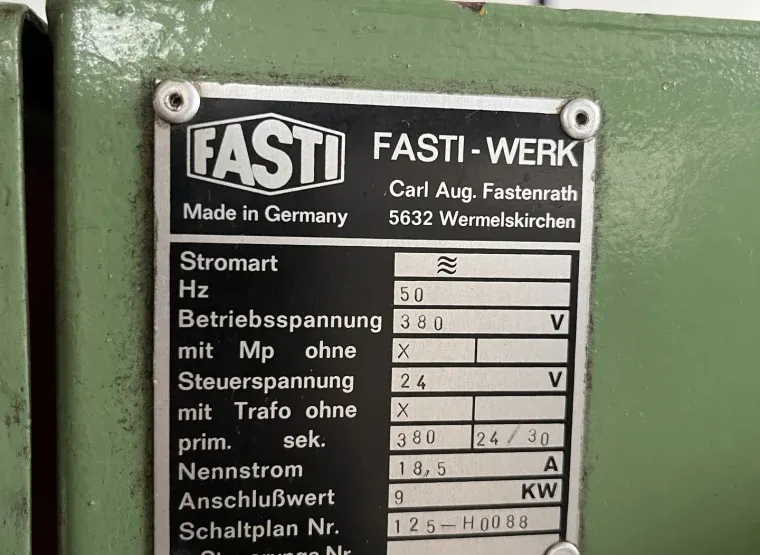 FASTI FASTI-WERK
Carl Aug. Fastenrath
Made in Germany 5632 Wermelskirchen
Stromart ≋
Hz 50
Betriebsspannung 380 V
mit Mp ohne X
Steuerspannung 24 V
mit Trafo ohne X
prim. sek. 380 24/30
Nennstrom 18,5 A
Anschlußwert 9 KW
Schaltplan Nr. 125-H0088
Steuerungs Nr.